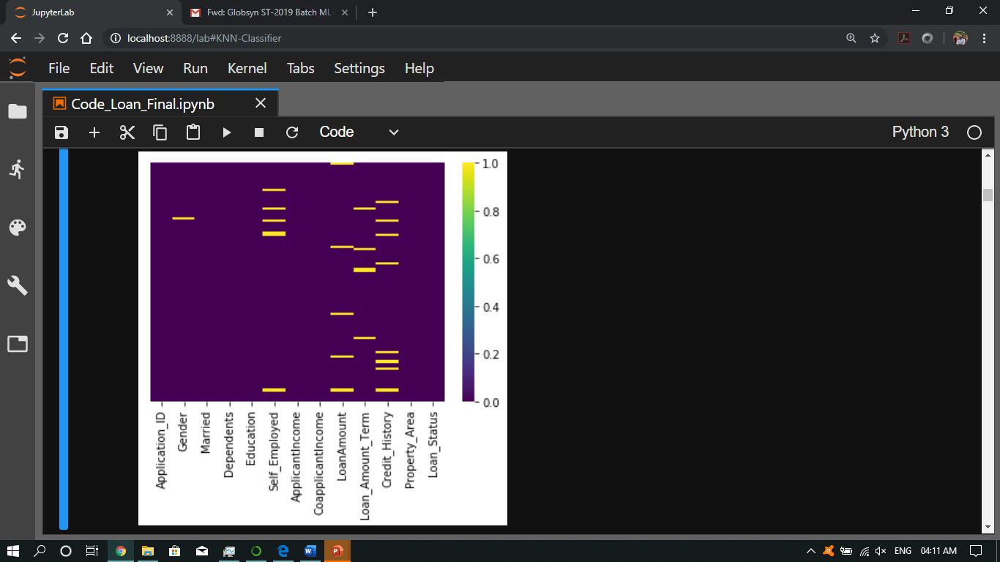 JupyterLab
Fwd: Globsyn ST-2019 Batch ML-
localhost:8888/lab#KNN-Classifier
File Edit View Run Kernel Tabs Settings Help
Code_Loan_Final.ipynb
Code
Python 3
1.0
0.8
0.6
0.4
0.2
0.0
Application_ID
Gender
Married
Dependents
Education
Self_Employed
ApplicantIncome
CoapplicantIncome
LoanAmount
Loan_Amount_Term
Credit_History
Property_Area
Loan_Status
ENG 04:11 AM